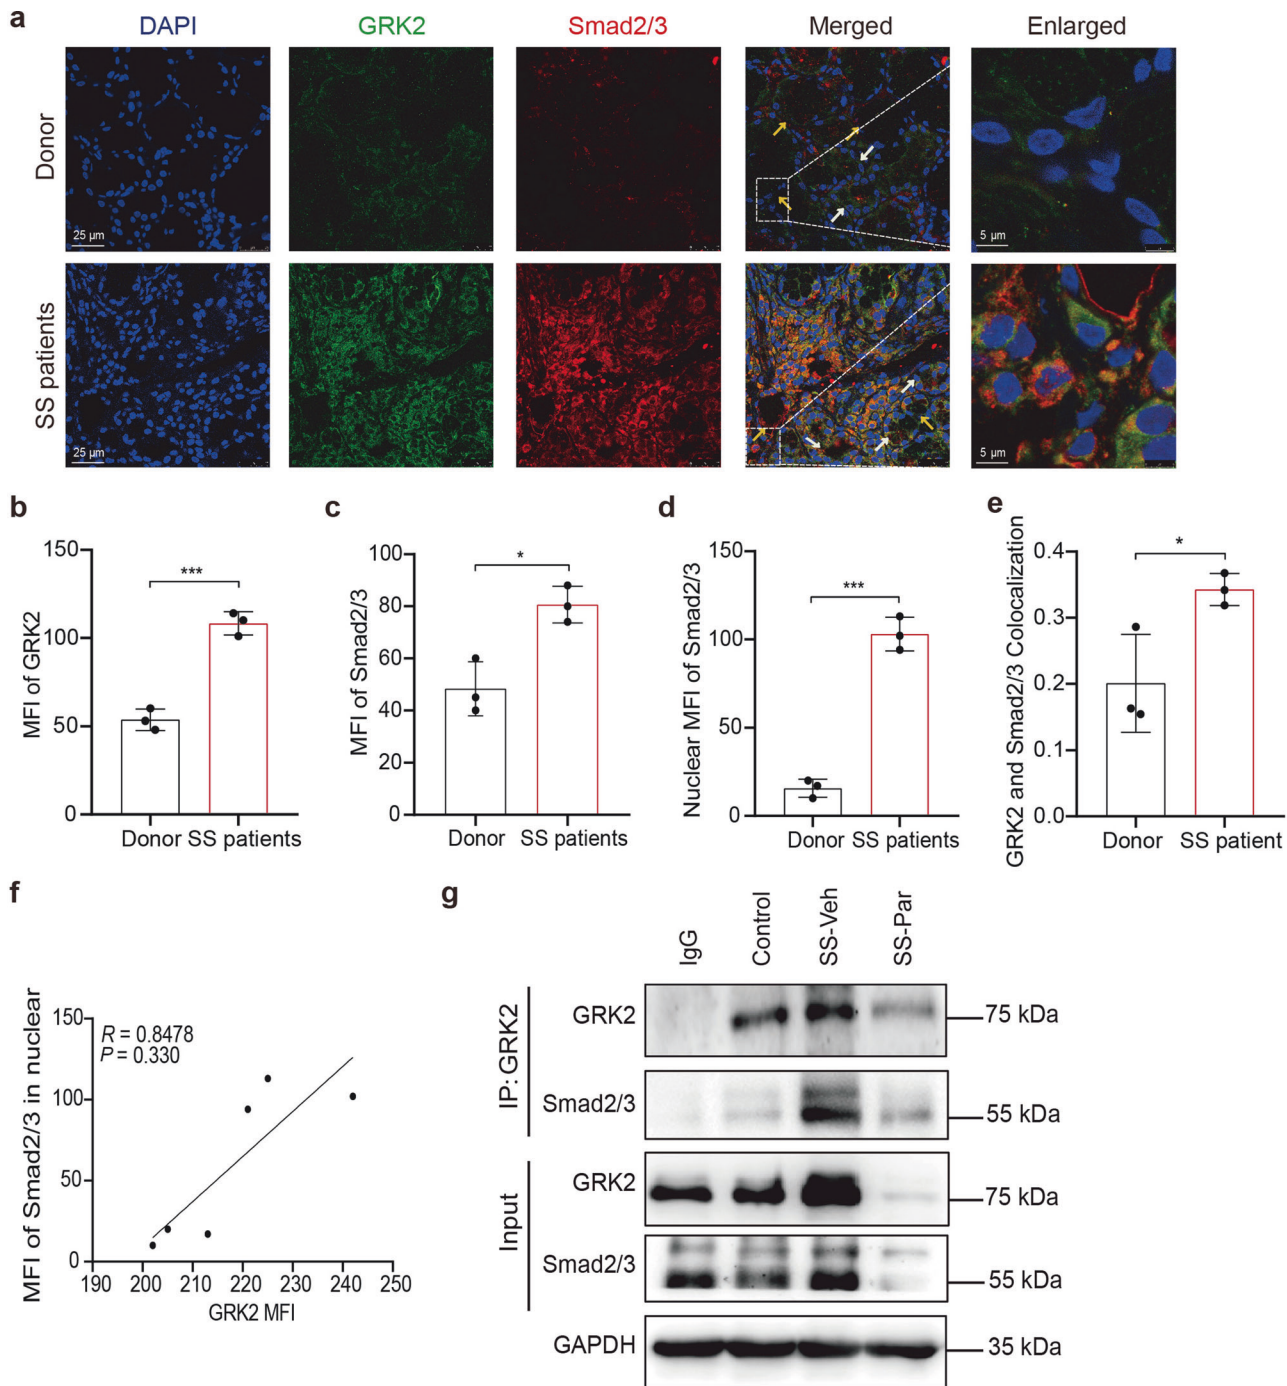 a
DAPI GRK2 Smad2/3 Merged Enlarged
Donor
25 µm
5 µm
SS patients
25 µm
5 µm
b
MFI of GRK2
150
100
50
0
***
Donor SS patients
c
MFI of Smad2/3
100
80
60
40
20
0
*
Donor SS patients
d
Nuclear MFI of Smad2/3
150
100
50
0
***
Donor SS patients
e
GRK2 and Smad2/3 Colocalization
0.4
0.3
0.2
0.1
0.0
*
Donor SS patient
f
MFI of Smad2/3 in nuclear
150
100
50
0
R = 0.8478
P = 0.330
190 200 210 220 230 240 250
GRK2 MFI
g
IgG Control SS-Veh SS-Par
IP: GRK2
GRK2 75 kDa
Smad2/3 55 kDa
Input
GRK2 75 kDa
Smad2/3 55 kDa
GAPDH 35 kDa